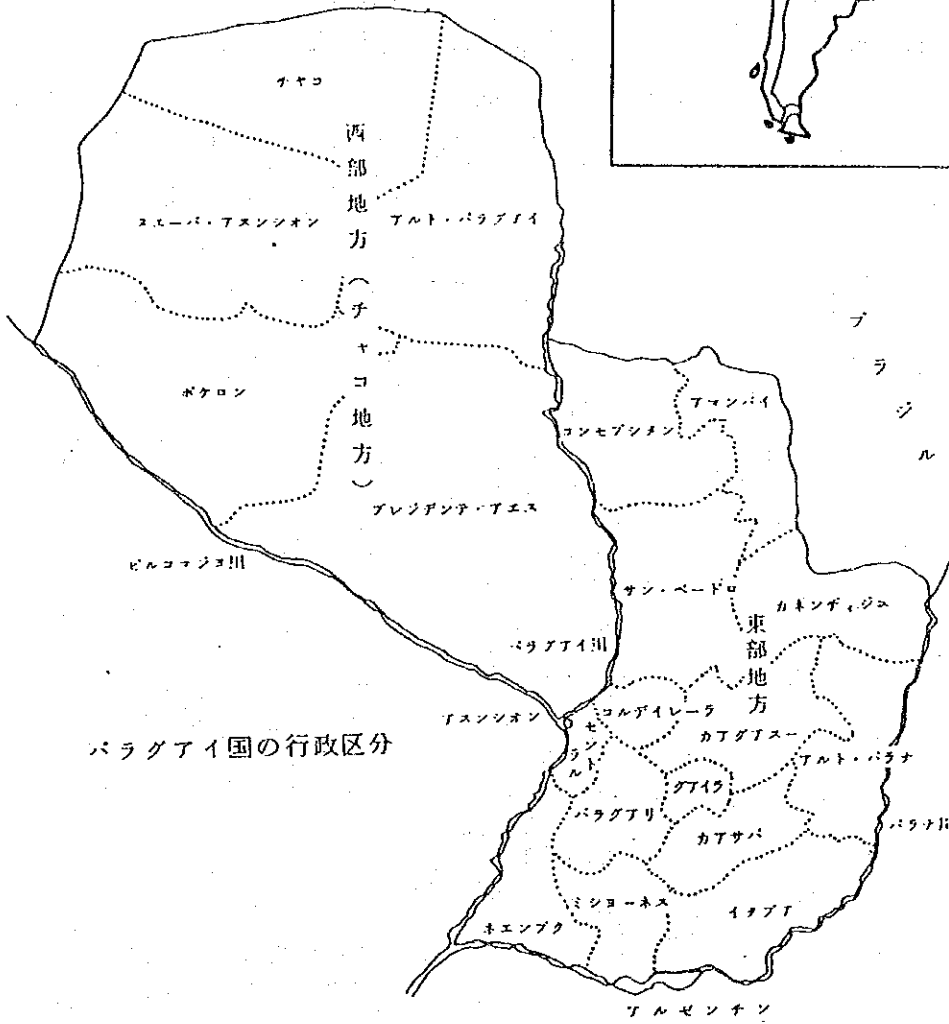 チャコ
西部地方（チャコ地方）
ヌエーバ・アスンシオン
アルト・パラグアイ
ボケロン
プレジデンテ・アエス
ピルコマジョ川
パラグアイ川
アスンシオン
ブラジル
アマンバイ
コンセプシオン
サン・ペードロ
カネンディジュ
東部地方
コルディレーラ
セントラル
カアグアスー
アルト・パラナ
グアイラ
パラグアリ
カアサパ
パラナ川
ミショーネス
イタプア
ネエンブク
アルゼンチン
パラグアイ国の行政区分